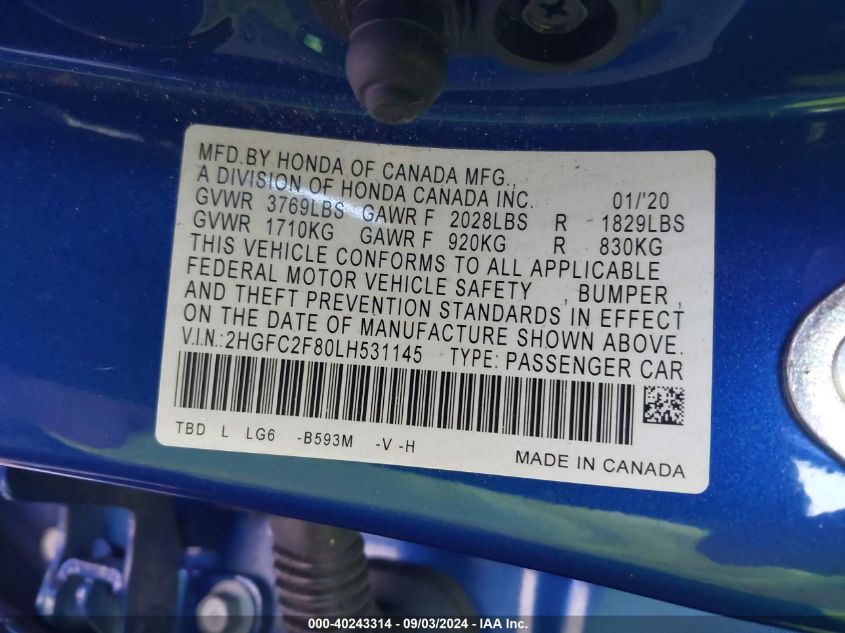 MFD.BY HONDA OF CANADA MFG.,
A DIVISION OF HONDA CANADA INC. 01/'20
GVWR 3769LBS GAWR F 2028LBS R 1829LBS
GVWR 1710KG GAWR F 920KG R 830KG
THIS VEHICLE CONFORMS TO ALL APPLICABLE
FEDERAL MOTOR VEHICLE SAFETY , BUMPER ,
AND THEFT PREVENTION STANDARDS IN EFFECT
ON THE DATE OF MANUFACTURE SHOWN ABOVE.
V.I.N.:2HGFC2F80LH531145 TYPE: PASSENGER CAR
TBD L LG6 -B593M -V -H
MADE IN CANADA
000-40243314 - 09/03/2024 - IAA Inc.